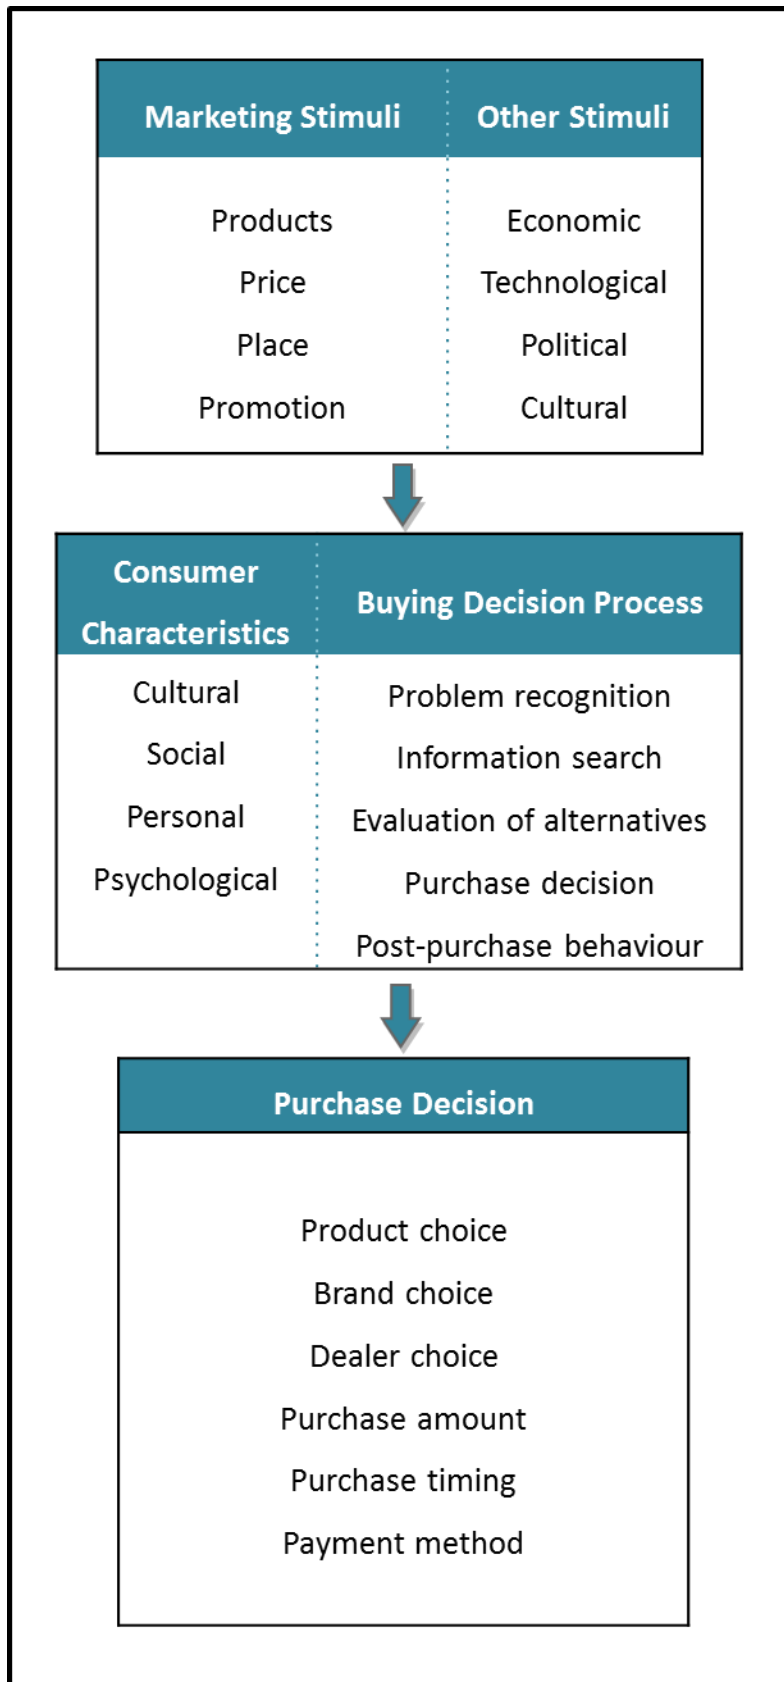 Marketing Stimuli
Other Stimuli
Products
Price
Place
Promotion
Economic
Technological
Political
Cultural
Consumer
Characteristics
Buying Decision Process
Cultural
Social
Personal
Psychological
Problem recognition
Information search
Evaluation of alternatives
Purchase decision
Post-purchase behaviour
Purchase Decision
Product choice
Brand choice
Dealer choice
Purchase amount
Purchase timing
Payment method